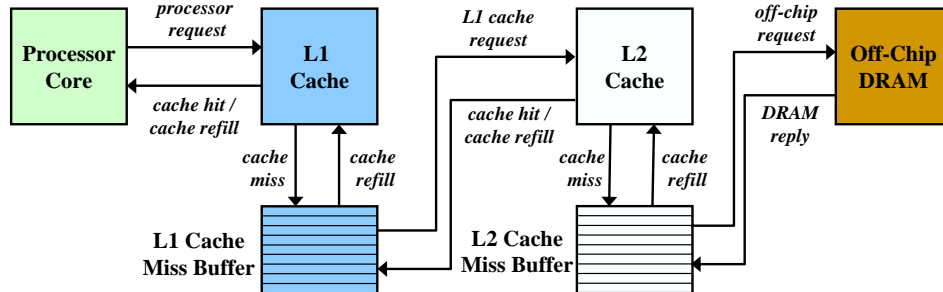 processor
request
Processor
Core
cache hit /
cache refill
L1
Cache
cache
miss
cache
refill
L1 Cache
Miss Buffer
L1 cache
request
cache hit /
cache refill
L2
Cache
cache
miss
cache
refill
L2 Cache
Miss Buffer
off-chip
request
Off-Chip
DRAM
DRAM
reply